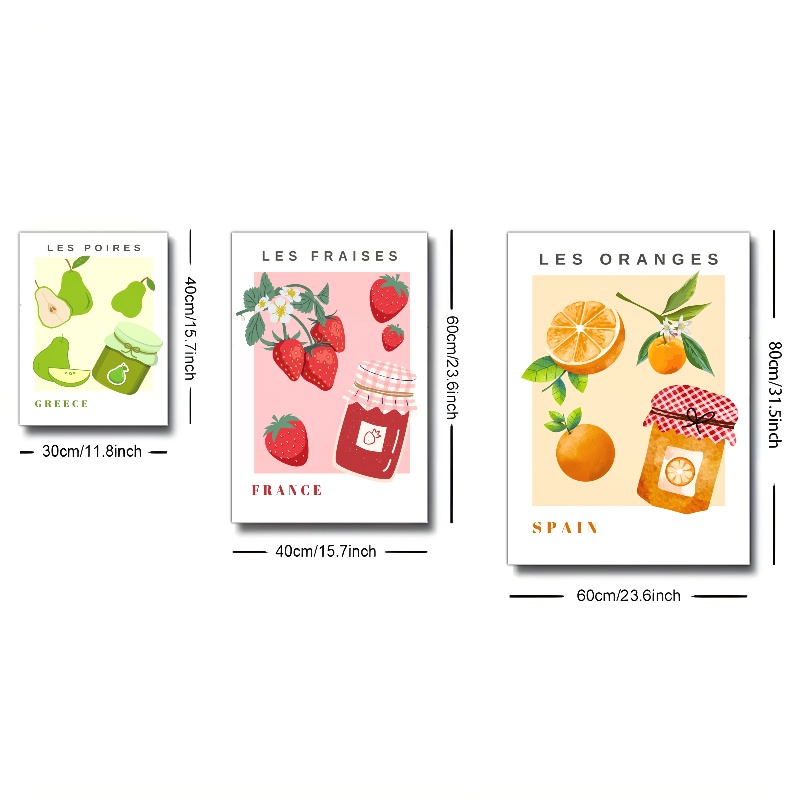 LES POIRES
GREECE
40cm/15.7inch
30cm/11.8inch
LES FRAISES
FRANCE
60cm/23.6inch
40cm/15.7inch
LES ORANGES
SPAIN
80cm/31.5inch
60cm/23.6inch